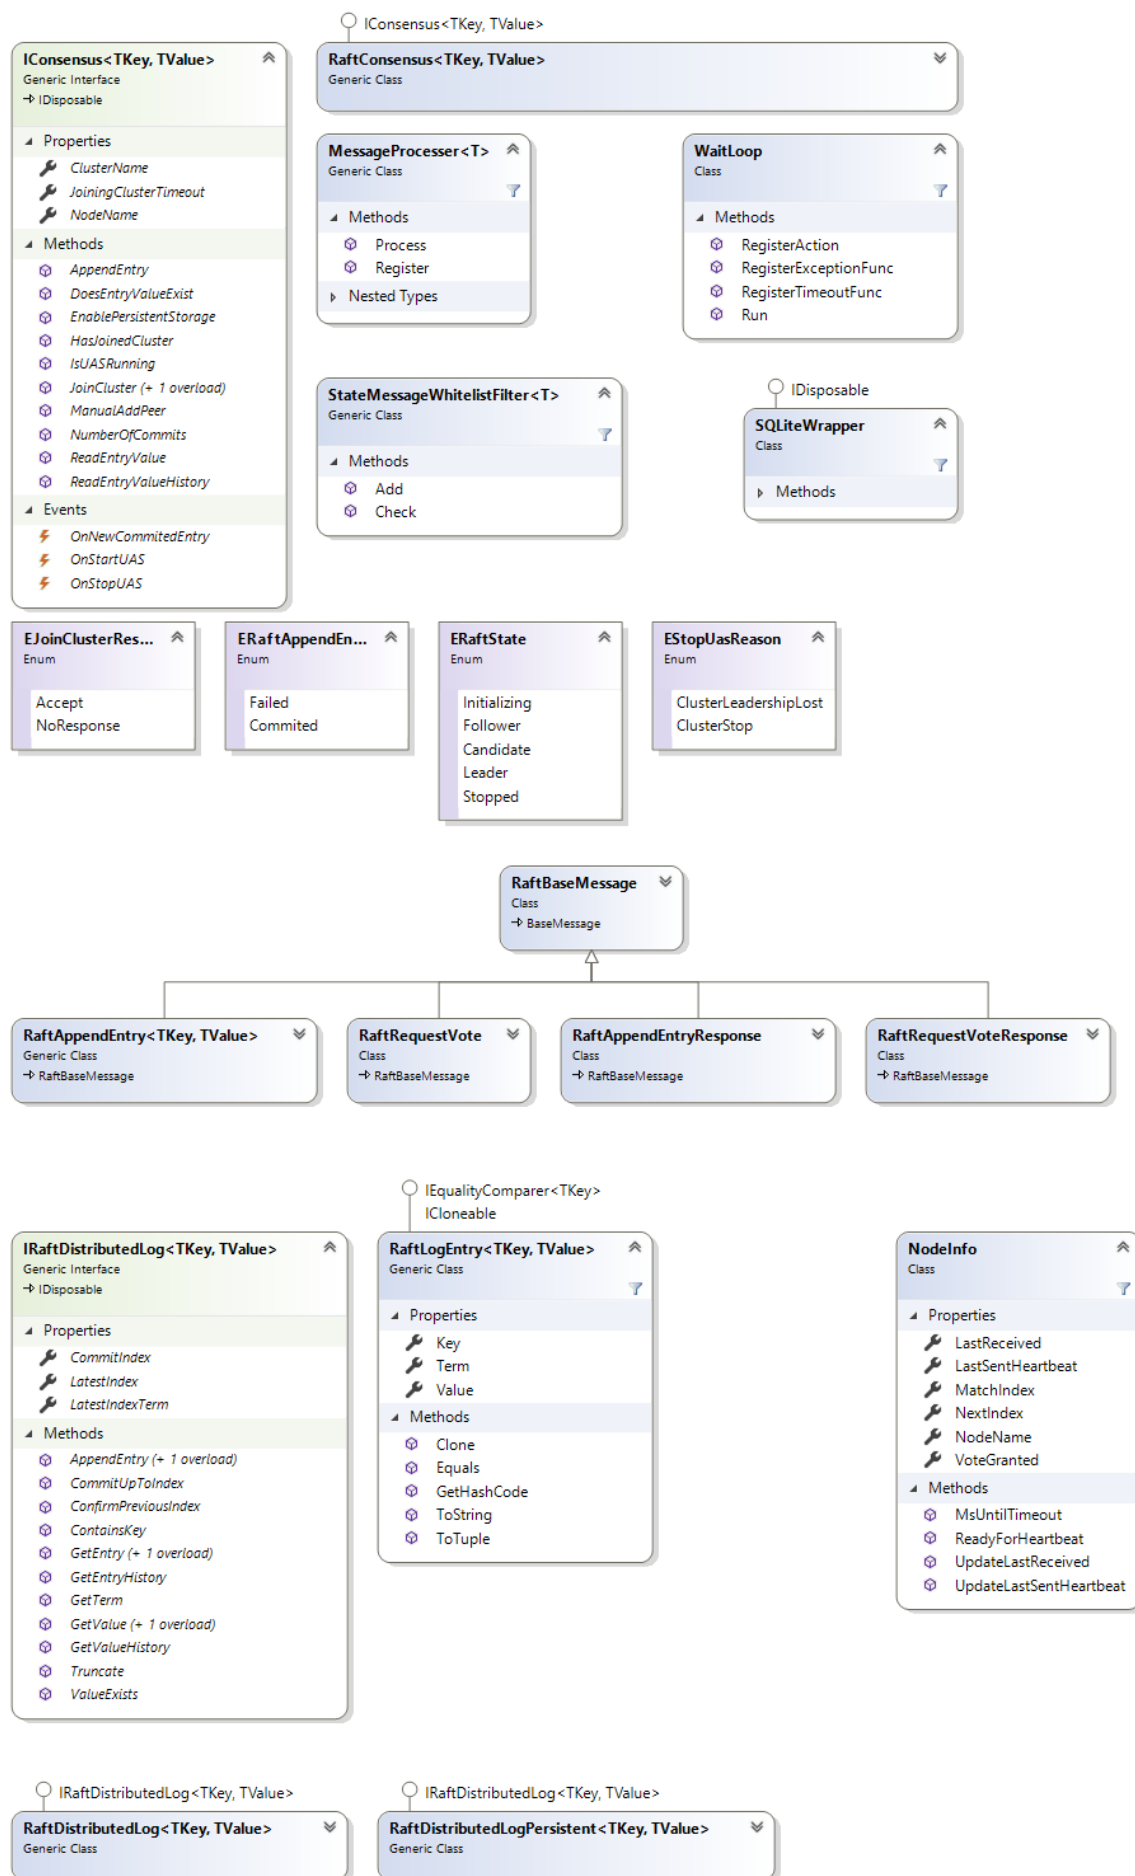 IConsensus<TKey, TValue>
IConsensus<TKey, TValue>
Generic Interface
IDisposable
Properties
ClusterName
JoiningClusterTimeout
NodeName
Methods
AppendEntry
DoesEntryValueExist
EnablePersistentStorage
HasJoinedCluster
IsUASRunning
JoinCluster (+ 1 overload)
ManualAddPeer
NumberOfCommits
ReadEntryValue
ReadEntryValueHistory
Events
OnNewCommitedEntry
OnStartUAS
OnStopUAS
RaftConsensus<TKey, TValue>
Generic Class
MessageProcesser<T>
Generic Class
Methods
Process
Register
Nested Types
WaitLoop
Class
Methods
RegisterAction
RegisterExceptionFunc
RegisterTimeoutFunc
Run
StateMessageWhitelistFilter<T>
Generic Class
Methods
Add
Check
IDisposable
SQLiteWrapper
Class
Methods
EJoinClusterRes...
Enum
Accept
NoResponse
ERaftAppendEn...
Enum
Failed
Commited
ERaftState
Enum
Initializing
Follower
Candidate
Leader
Stopped
EStopUasReason
Enum
ClusterLeadershipLost
ClusterStop
RaftBaseMessage
Class
BaseMessage
RaftAppendEntry<TKey, TValue>
Generic Class
RaftBaseMessage
RaftRequestVote
Class
RaftBaseMessage
RaftAppendEntryResponse
Class
RaftBaseMessage
RaftRequestVoteResponse
Class
RaftBaseMessage
IRaftDistributedLog<TKey, TValue>
Generic Interface
IDisposable
Properties
CommitIndex
LatestIndex
LatestIndexTerm
Methods
AppendEntry (+ 1 overload)
CommitUpToIndex
ConfirmPreviousIndex
ContainsKey
GetEntry (+ 1 overload)
GetEntryHistory
GetTerm
GetValue (+ 1 overload)
GetValueHistory
Truncate
ValueExists
IEqualityComparer<TKey>
ICloneable
RaftLogEntry<TKey, TValue>
Generic Class
Properties
Key
Term
Value
Methods
Clone
Equals
GetHashCode
ToString
ToTuple
NodeInfo
Class
Properties
LastReceived
LastSentHeartbeat
MatchIndex
NextIndex
NodeName
VoteGranted
Methods
MsUntilTimeout
ReadyForHeartbeat
UpdateLastReceived
UpdateLastSentHeartbeat
IRaftDistributedLog<TKey, TValue>
RaftDistributedLog<TKey, TValue>
Generic Class
IRaftDistributedLog<TKey, TValue>
RaftDistributedLogPersistent<TKey, TValue>
Generic Class